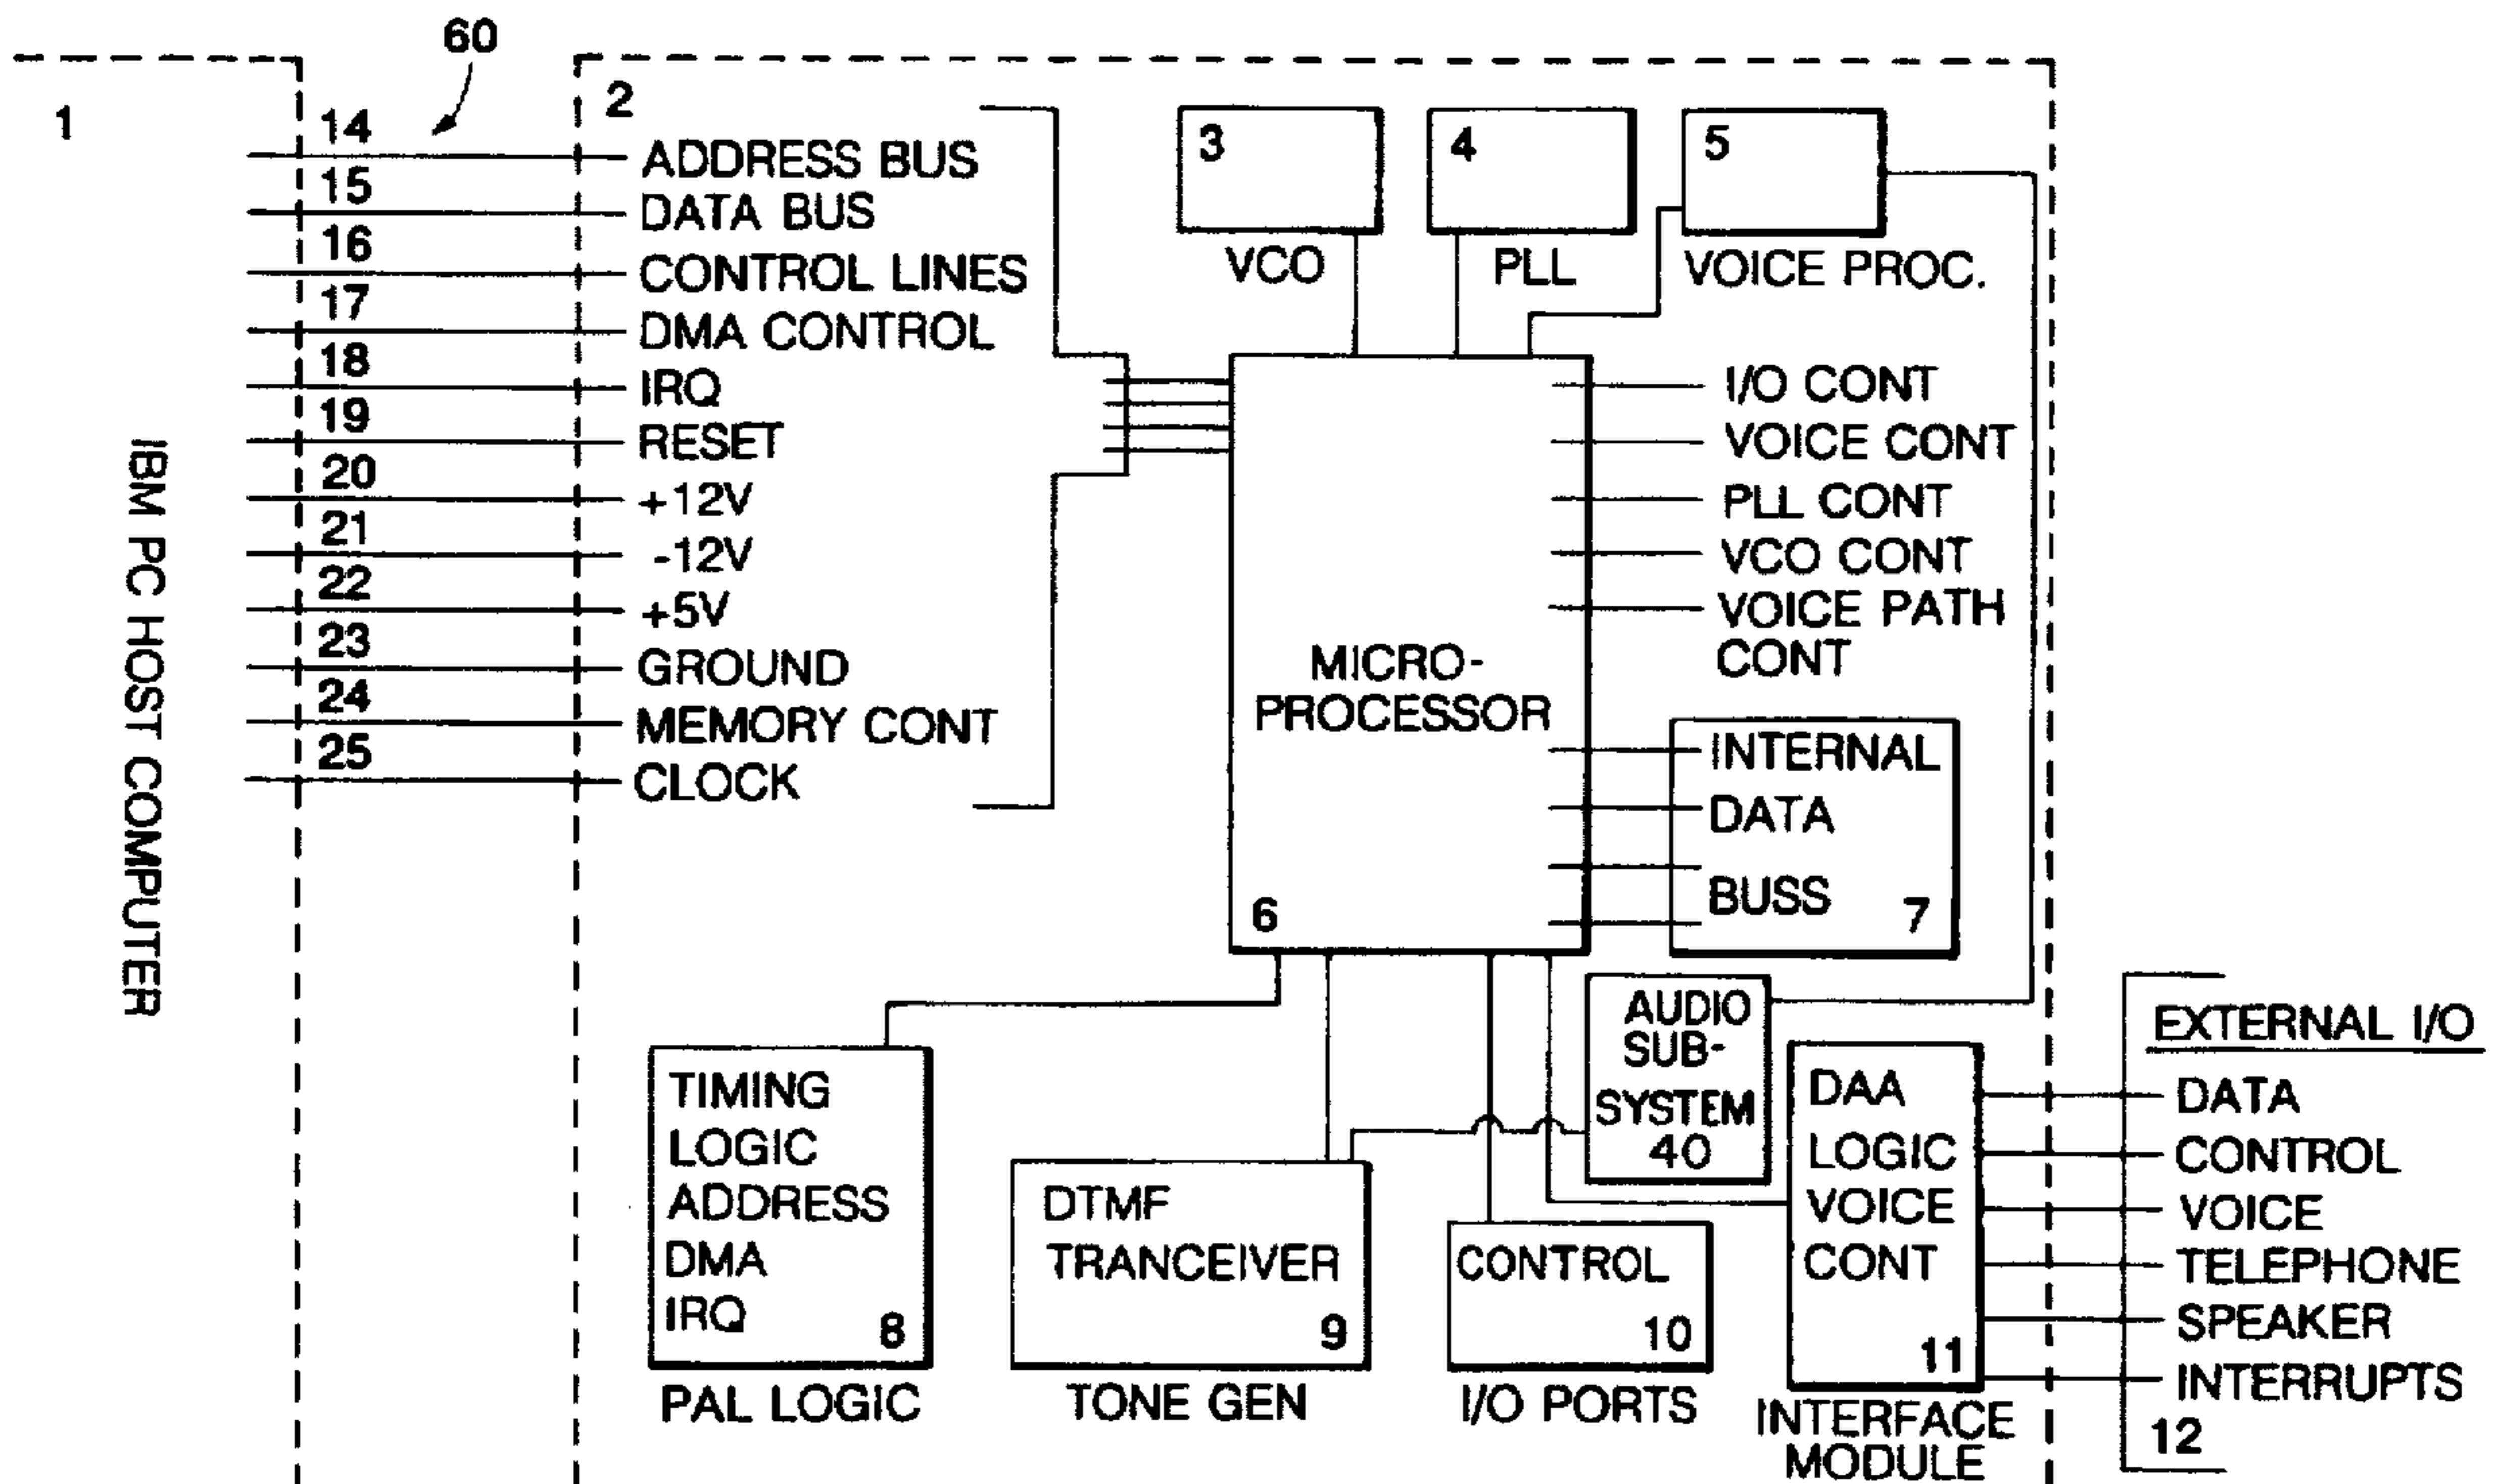 60
1
IBM PC HOST COMPUTER
2
14
ADDRESS BUS
15
DATA BUS
16
CONTROL LINES
17
DMA CONTROL
18
IRQ
19
RESET
20
+12V
21
-12V
22
+5V
23
GROUND
24
MEMORY CONT
25
CLOCK
3
VCO
4
PLL
5
VOICE PROC.
MICRO-
PROCESSOR
6
I/O CONT
VOICE CONT
PLL CONT
VCO CONT
VOICE PATH
CONT
INTERNAL
DATA
BUSS
7
TIMING
LOGIC
ADDRESS
DMA
IRQ
8
PAL LOGIC
DTMF
TRANCEIVER
9
TONE GEN
CONTROL
10
I/O PORTS
AUDIO
SUB-
SYSTEM
40
DAA
LOGIC
VOICE
CONT
11
INTERFACE
MODULE
EXTERNAL I/O
DATA
CONTROL
VOICE
TELEPHONE
SPEAKER
INTERRUPTS
12